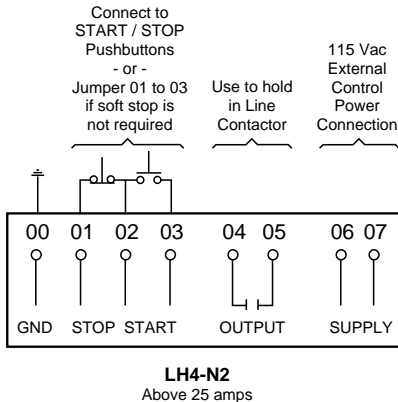 Connect to
START / STOP
Pushbuttons
- or -
Jumper 01 to 03
if soft stop is
not required
Use to hold
in Line
Contactor
115 Vac
External
Control
Power
Connection
00 01 02 03 04 05 06 07
GND STOP START OUTPUT SUPPLY
LH4-N2
Above 25 amps